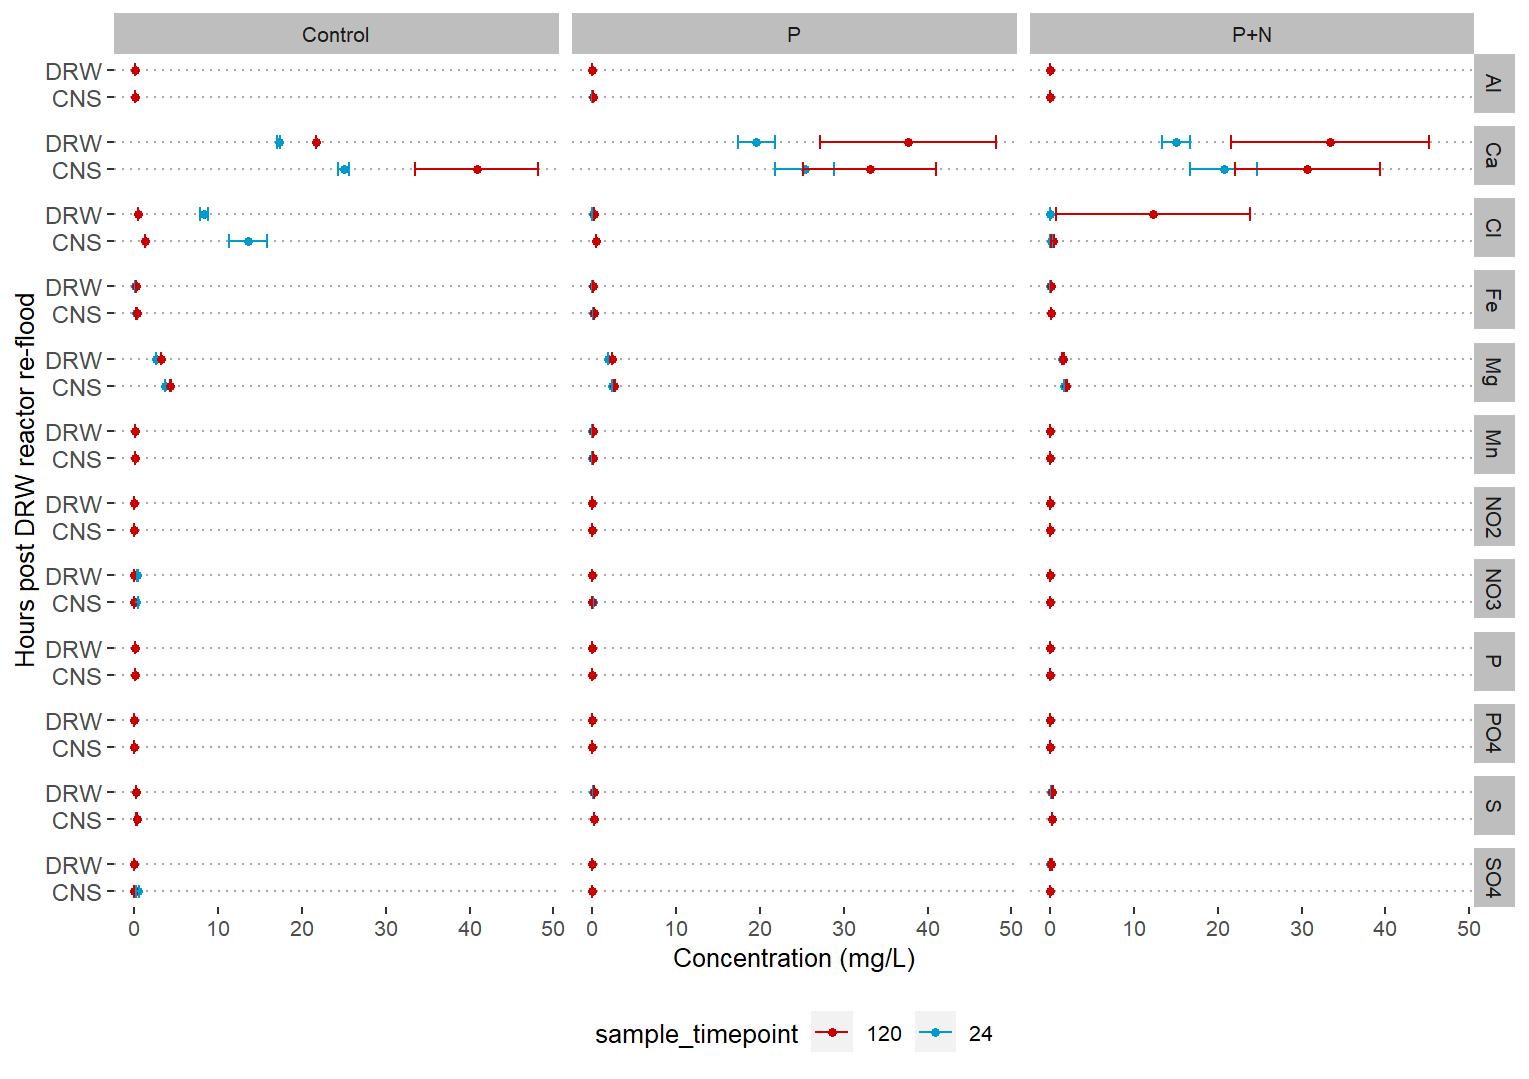 Control P P+N
DRW Al
CNS
DRW Ca
CNS
DRW Cl
CNS
DRW Fe
CNS
DRW Mg
CNS
DRW Mn
CNS
DRW NO2
CNS
DRW NO3
CNS
DRW P
CNS
DRW PO4
CNS
DRW S
CNS
DRW SO4
CNS
Hours post DRW reactor re-flood
0 10 20 30 40 50 0 10 20 30 40 50 0 10 20 30 40 50
Concentration (mg/L)
sample_timepoint 120 24